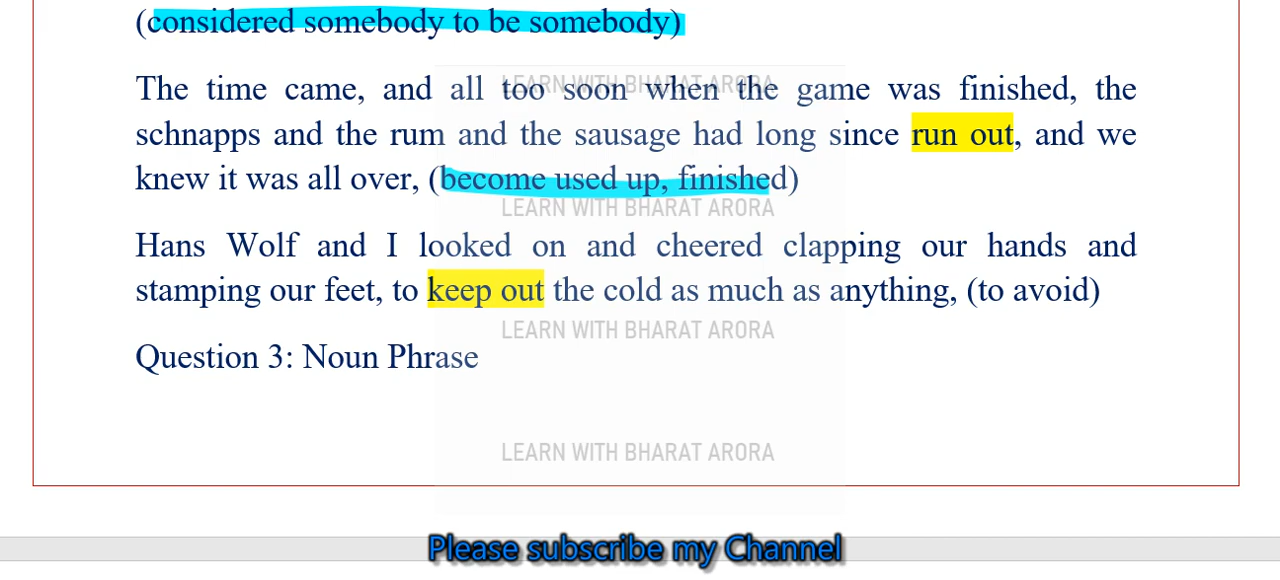 (considered somebody to be somebody)
LEARN WITH BHARAT ARORA
The time came, and all too soon when the game was finished, the
schnapps and the rum and the sausage had long since run out, and we
knew it was all over, (become used up, finished)
LEARN WITH BHARAT ARORA
Hans Wolf and I looked on and cheered clapping our hands and
stamping our feet, to keep out the cold as much as anything, (to avoid)
LEARN WITH BHARAT ARORA
Question 3: Noun Phrase
LEARN WITH BHARAT ARORA
Please subscribe my Channel